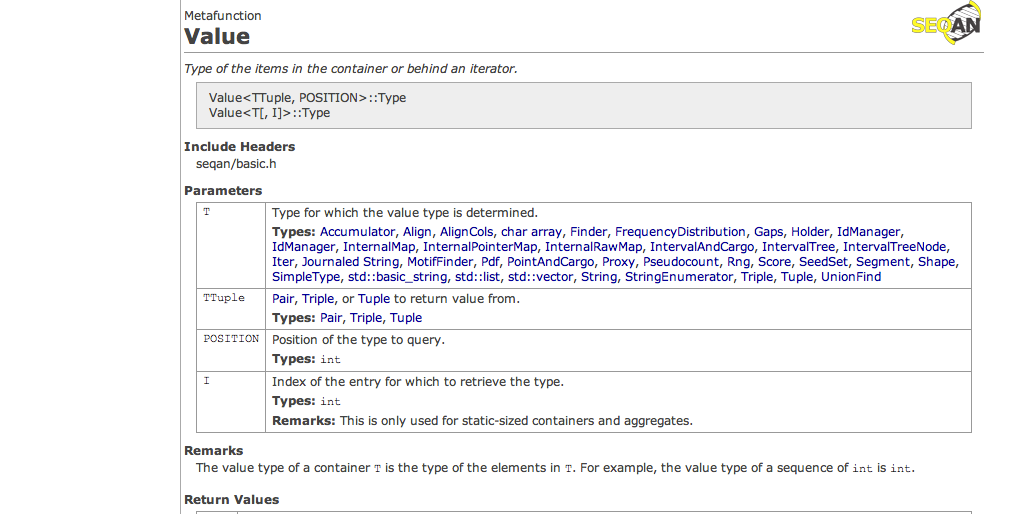 Metafunction
Value
SEQAN
Type of the items in the container or behind an iterator.
Value<TTuple, POSITION>::Type
Value<T[, I]>::Type
Include Headers
seqan/basic.h
Parameters
T
Type for which the value type is determined.
Types: Accumulator, Align, AlignCols, char array, Finder, FrequencyDistribution, Gaps, Holder, IdManager,
IdManager, InternalMap, InternalPointerMap, InternalRawMap, IntervalAndCargo, IntervalTree, IntervalTreeNode,
Iter, Journaled String, MotifFinder, Pdf, PointAndCargo, Proxy, Pseudocount, Rng, Score, SeedSet, Segment, Shape,
SimpleType, std::basic_string, std::list, std::vector, String, StringEnumerator, Triple, Tuple, UnionFind
TTuple
Pair, Triple, or Tuple to return value from.
Types: Pair, Triple, Tuple
POSITION
Position of the type to query.
Types: int
I
Index of the entry for which to retrieve the type.
Types: int
Remarks: This is only used for static-sized containers and aggregates.
Remarks
The value type of a container T is the type of the elements in T. For example, the value type of a sequence of int is int.
Return Values